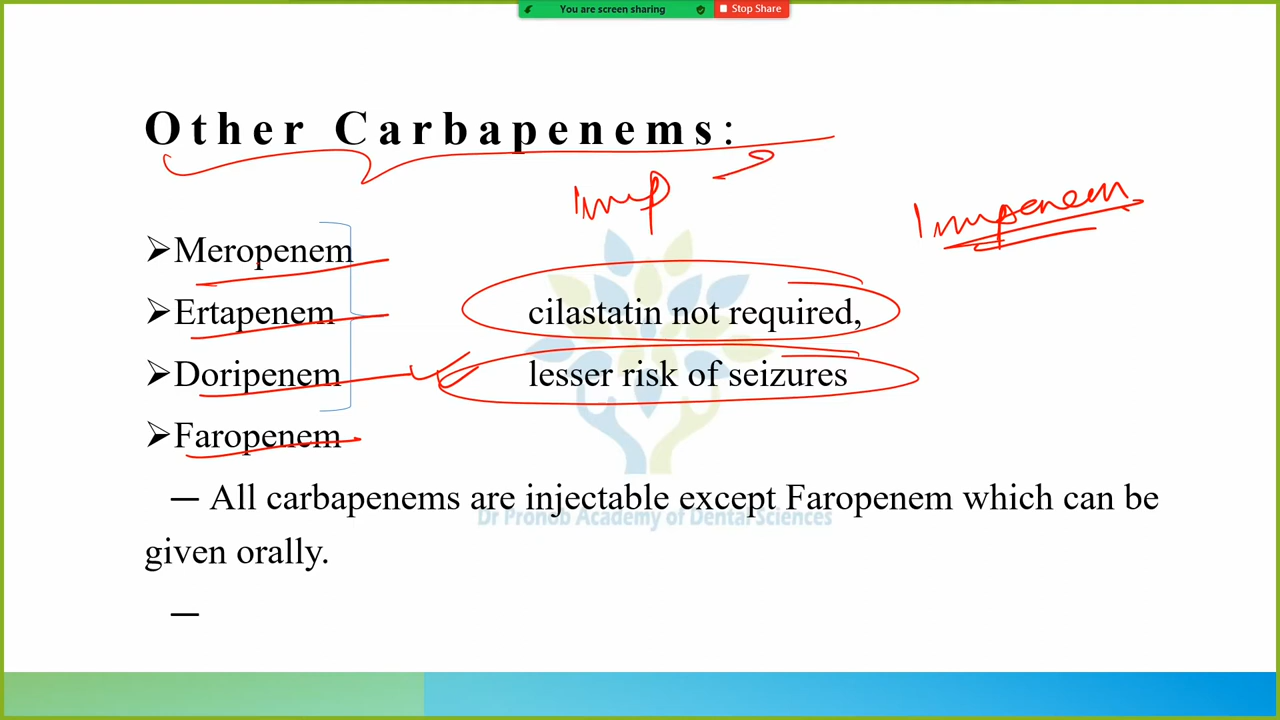 You are screen sharing Stop Share
Other Carbapenems:
Imp
Imipenem
➢Meropenem
➢Ertapenem cilastatin not required,
➢Doripenem lesser risk of seizures
➢Faropenem
— All carbapenems are injectable except Faropenem which can be
Dr Pronob Academy of Dental Sciences
given orally.
—